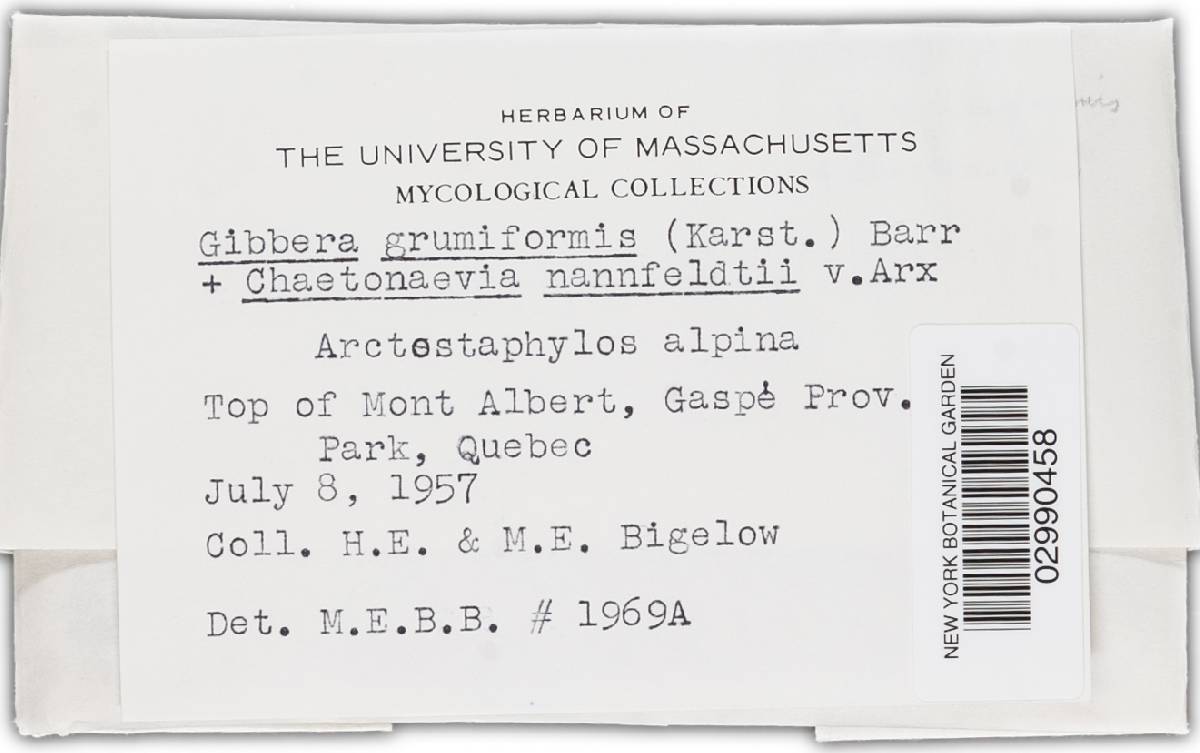 HERBARIUM OF
THE UNIVERSITY OF MASSACHUSETTS
MYCOLOGICAL COLLECTIONS
Gibbera grumiformis (Karst.) Barr
+ Chaetonaevia nannfeldtii v.Arx
Arctostaphylos alpina
Top of Mont Albert, Gaspé Prov.
Park, Quebec
July 8, 1957
Coll. H.E. & M.E. Bigelow
Det. M.E.B.B. # 1969A
NEW YORK BOTANICAL GARDEN
02990458